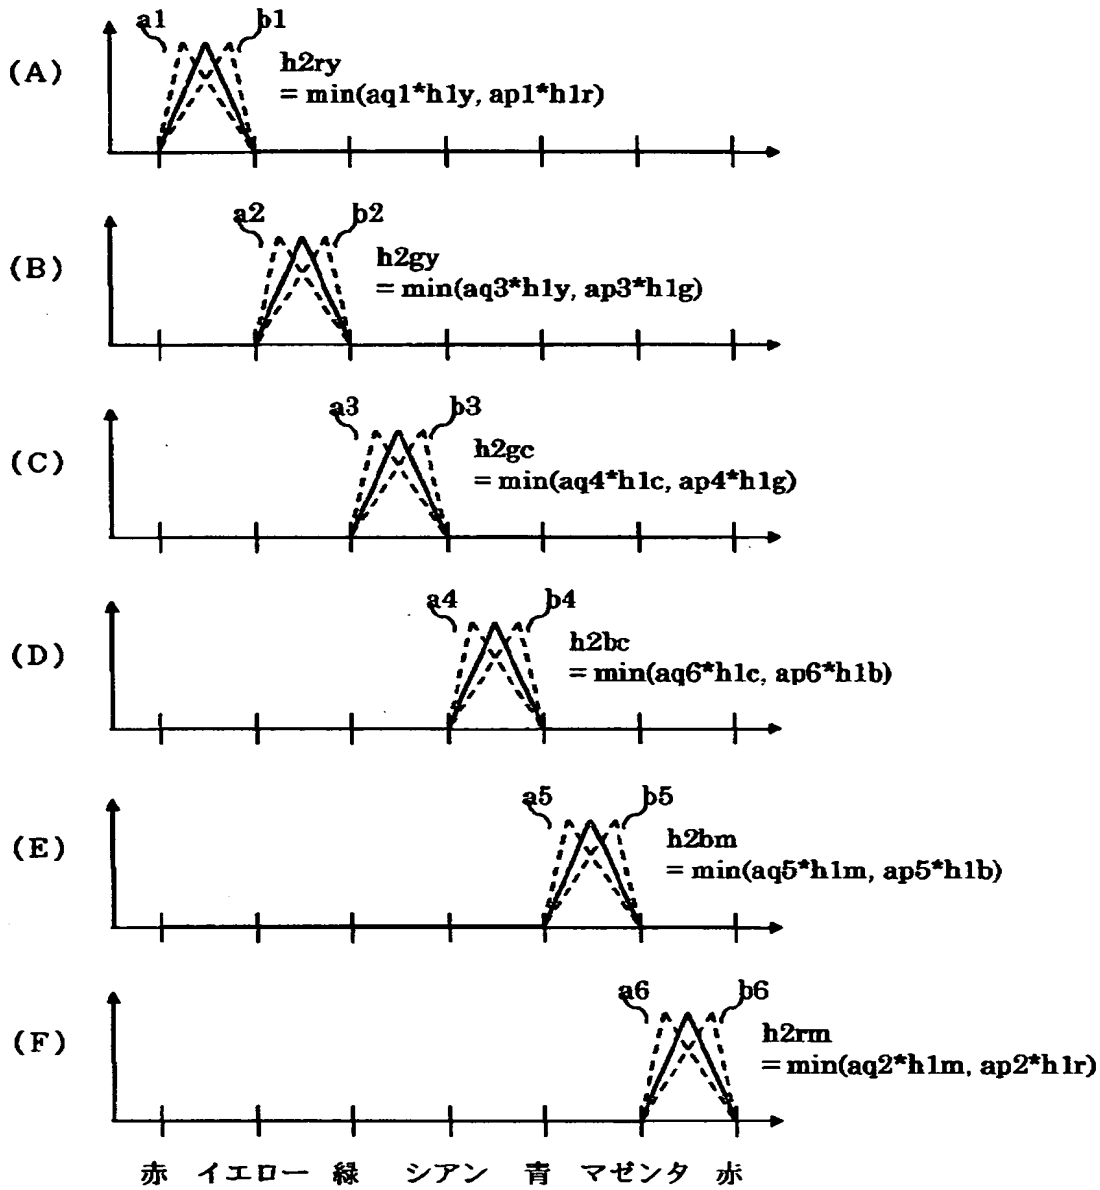 a1 b1
(A) h2ry
= min(aq1*h1y, ap1*h1r)
a2 b2
(B) h2gy
= min(aq3*h1y, ap3*h1g)
a3 b3
(C) h2gc
= min(aq4*h1c, ap4*h1g)
a4 b4
(D) h2bc
= min(aq6*h1c, ap6*h1b)
a5 b5
(E) h2bm
= min(aq5*h1m, ap5*h1b)
a6 b6
(F) h2rm
= min(aq2*h1m, ap2*h1r)
赤 イエロー 緑 シアン 青 マゼンタ 赤